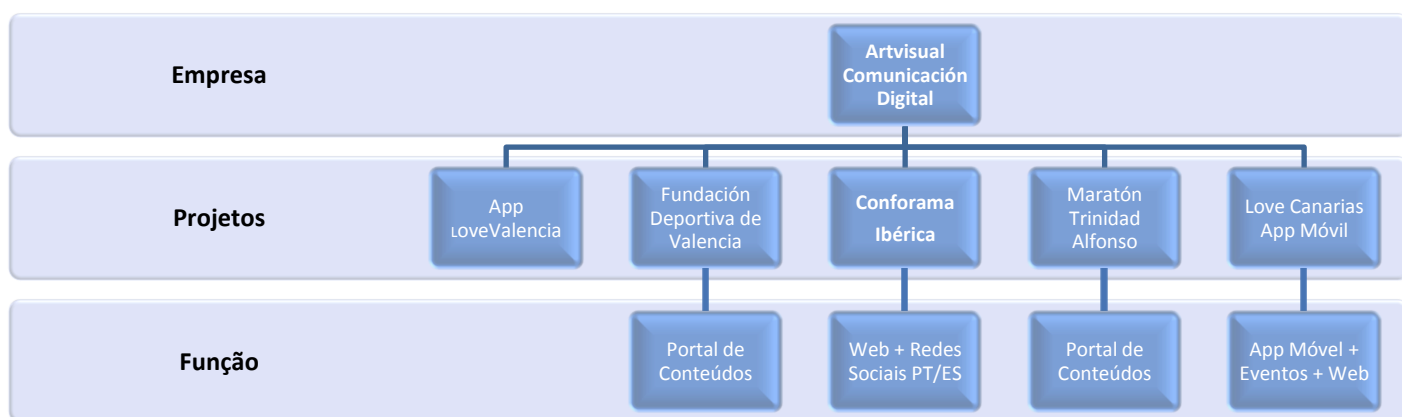 Empresa
Artvisual
Comunicación
Digital
Projetos
App
LoveValencia
Fundación
Deportiva de
Valencia
Conforama
Ibérica
Maratón
Trinidad
Alfonso
Love Canarias
App Móvil
Função
Portal de
Conteúdos
Web + Redes
Sociais PT/ES
Portal de
Conteúdos
App Móvel +
Eventos + Web